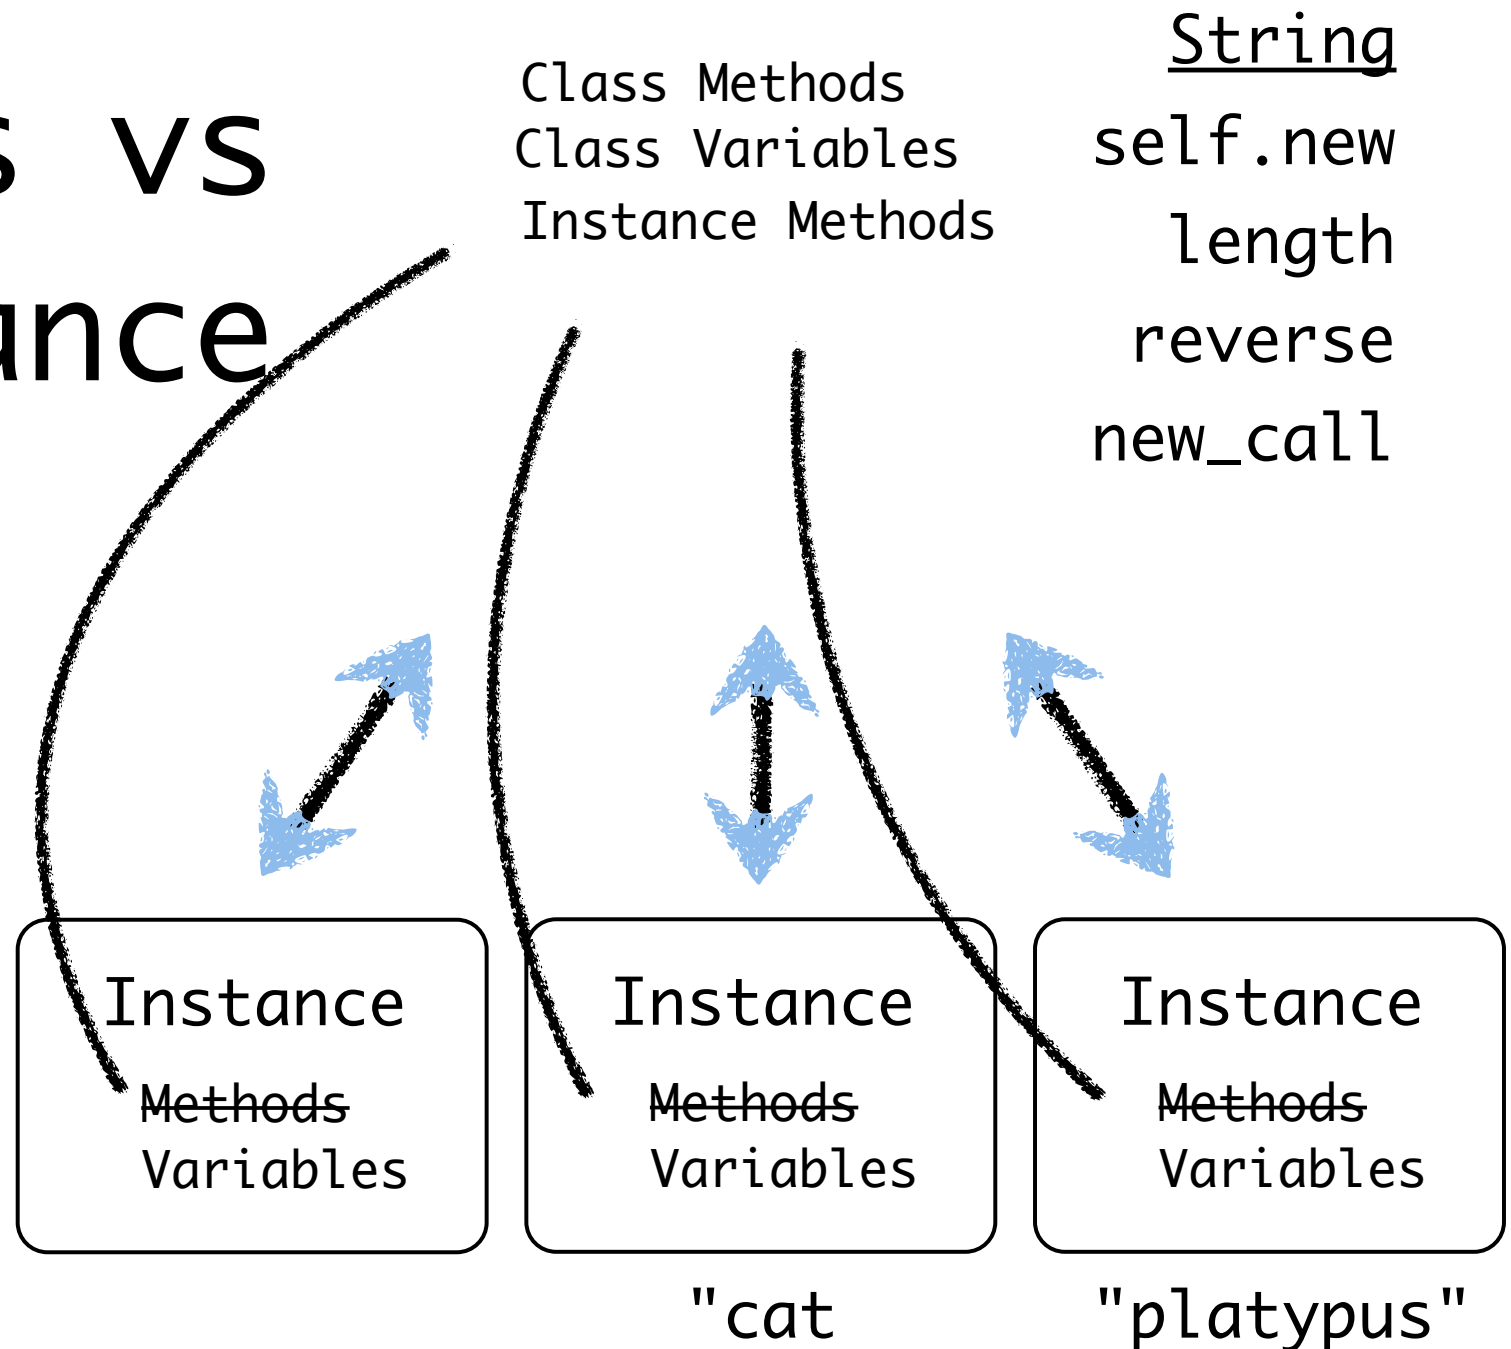 s vs
ance
Class Methods
Class Variables
Instance Methods
String
self.new
length
reverse
new_call
Instance
Methods
Variables
Instance
Methods
Variables
Instance
Methods
Variables
"cat
"platypus"